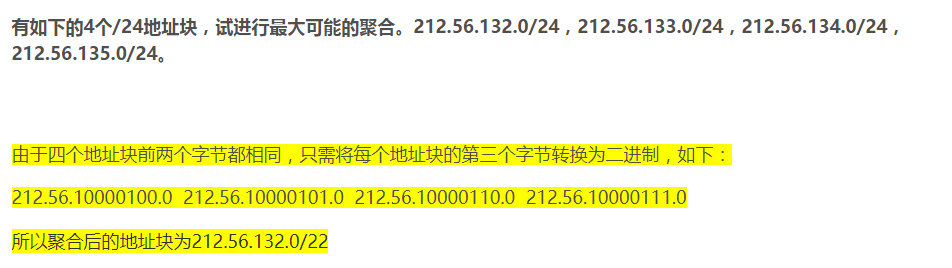 有如下的4个/24地址块，试进行最大可能的聚合。212.56.132.0/24，212.56.133.0/24，212.56.134.0/24，
212.56.135.0/24。
由于四个地址块前两个字节都相同，只需将每个地址块的第三个字节转换为二进制，如下：
212.56.10000100.0  212.56.10000101.0  212.56.10000110.0  212.56.10000111.0
所以聚合后的地址块为212.56.132.0/22